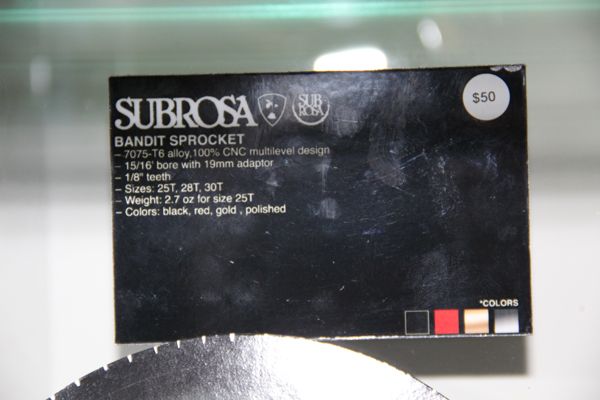 SUBROSA SUB ROSA
$50
BANDIT SPROCKET
- 7075-T6 alloy,100% CNC multilevel design
- 15/16' bore with 19mm adaptor
- 1/8" teeth
- Sizes: 25T, 28T, 30T
- Weight: 2.7 oz for size 25T
- Colors: black, red, gold , polished
*COLORS